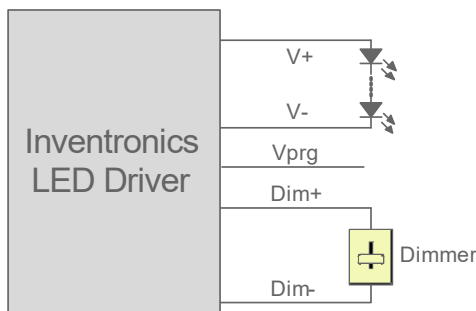 V+
V-
Inventronics
LED Driver
Vprg
Dim+
Dimmer
Dim-